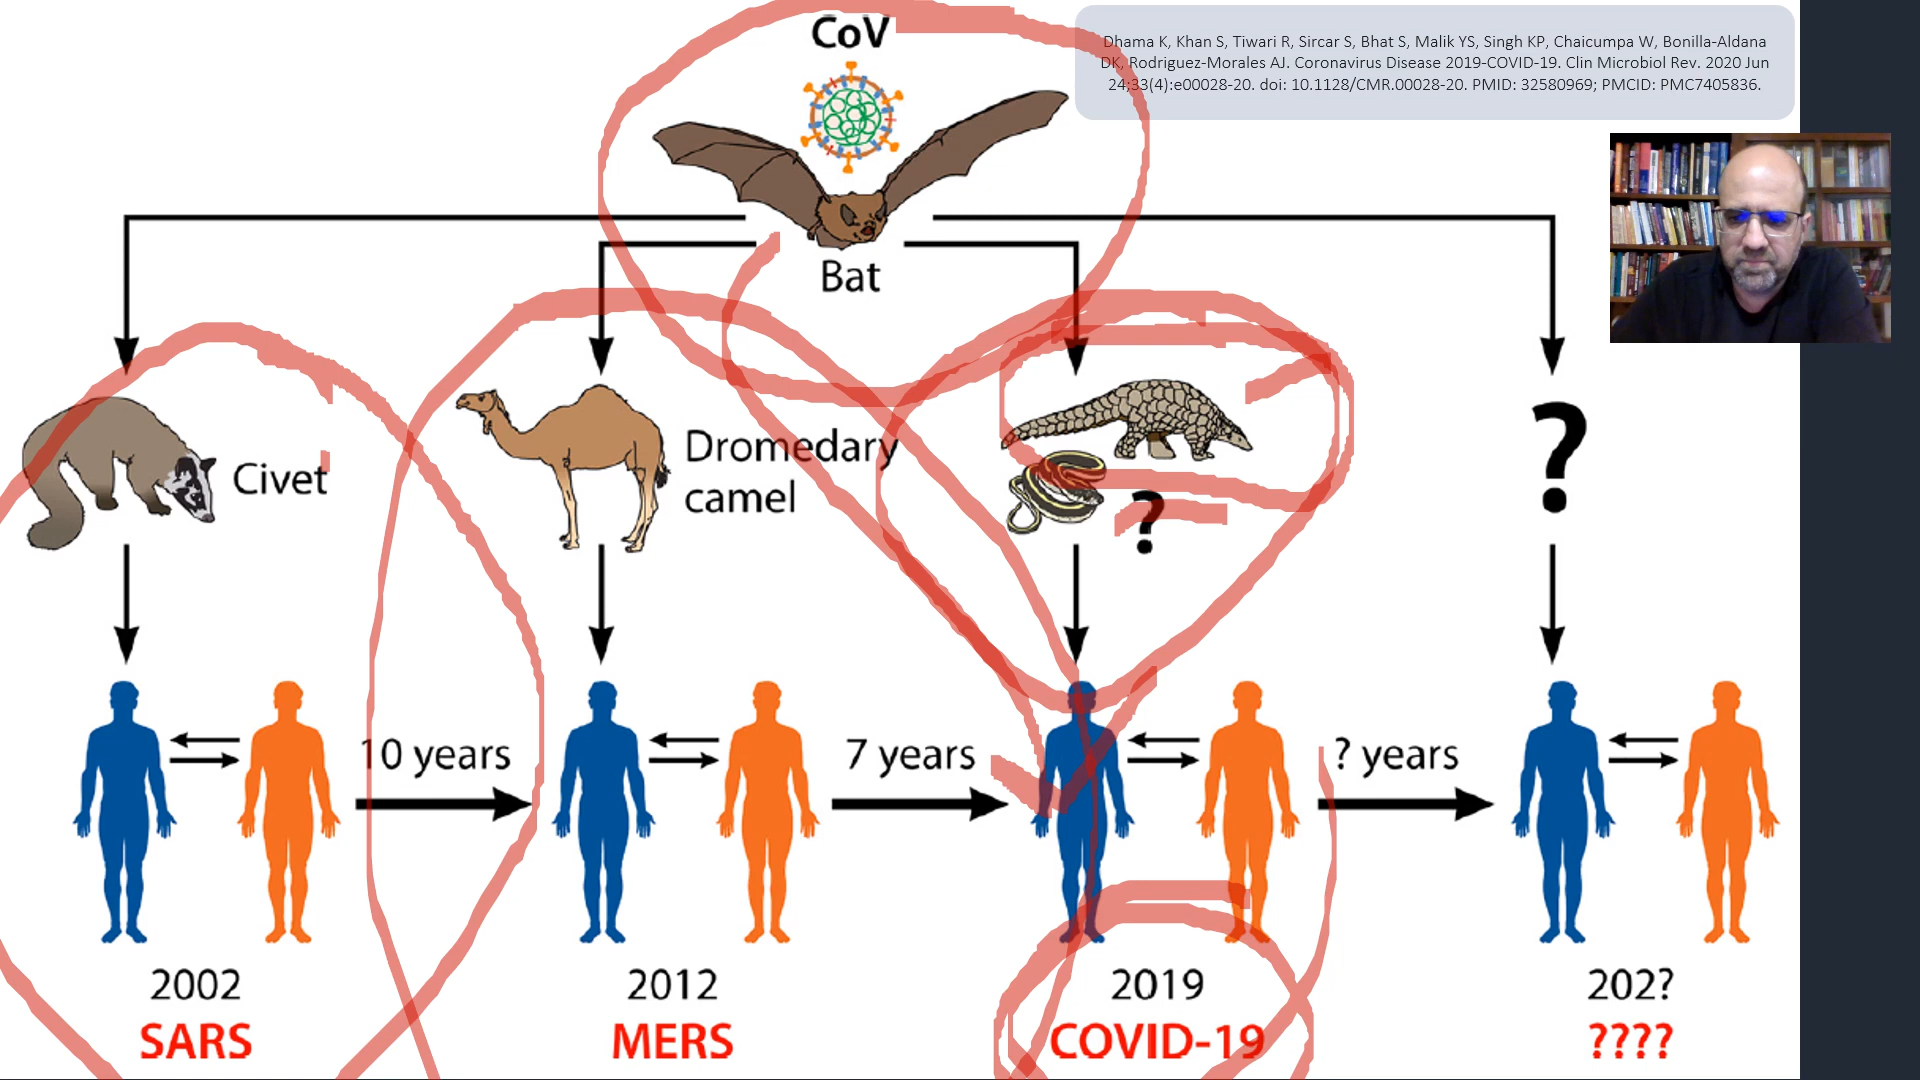 CoV
Dhama K, Khan S, Tiwari R, Sircar S, Bhat S, Malik YS, Singh KP, Chaicumpa W, Bonilla-Aldana
DK, Rodriguez-Morales AJ. Coronavirus Disease 2019-COVID-19. Clin Microbiol Rev. 2020 Jun
24;33(4):e00028-20. doi: 10.1128/CMR.00028-20. PMID: 32580969; PMCID: PMC7405836.
Bat
Civet
Dromedary
camel
?
?
10 years
7 years
? years
2002
SARS
2012
MERS
2019
COVID-19
202?
????